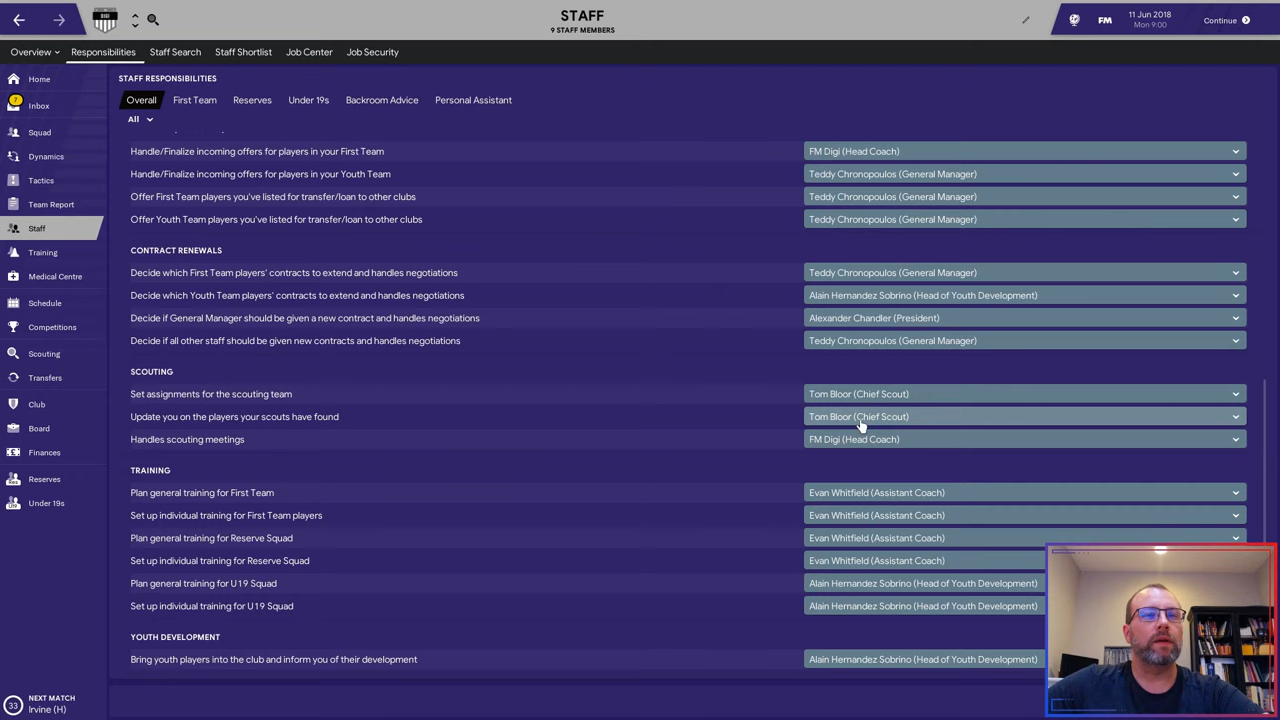 DIGI
STAFF
9 STAFF MEMBERS
FM
11 Jun 2018
Mon 9:00
Continue
Overview
Responsibilities
Staff Search
Staff Shortlist
Job Center
Job Security
Home
7
Inbox
Squad
Dynamics
Tactics
Team Report
Staff
Training
Medical Centre
Schedule
Competitions
Scouting
Transfers
Club
Board
Finances
Reserves
Under 19s
33
NEXT MATCH
Irvine (H)
STAFF RESPONSIBILITIES
Overall
First Team
Reserves
Under 19s
Backroom Advice
Personal Assistant
All
Handle/Finalize incoming offers for players in your First Team
FM Digi (Head Coach)
Handle/Finalize incoming offers for players in your Youth Team
Teddy Chronopoulos (General Manager)
Offer First Team players you've listed for transfer/loan to other clubs
Teddy Chronopoulos (General Manager)
Offer Youth Team players you've listed for transfer/loan to other clubs
Teddy Chronopoulos (General Manager)
CONTRACT RENEWALS
Decide which First Team players' contracts to extend and handles negotiations
Teddy Chronopoulos (General Manager)
Decide which Youth Team players' contracts to extend and handles negotiations
Alain Hernandez Sobrino (Head of Youth Development)
Decide if General Manager should be given a new contract and handles negotiations
Alexander Chandler (President)
Decide if all other staff should be given new contracts and handles negotiations
Teddy Chronopoulos (General Manager)
SCOUTING
Set assignments for the scouting team
Tom Bloor (Chief Scout)
Update you on the players your scouts have found
Tom Bloor (Chief Scout)
Handles scouting meetings
FM Digi (Head Coach)
TRAINING
Plan general training for First Team
Evan Whitfield (Assistant Coach)
Set up individual training for First Team players
Evan Whitfield (Assistant Coach)
Plan general training for Reserve Squad
Evan Whitfield (Assistant Coach)
Set up individual training for Reserve Squad
Evan Whitfield (Assistant Coach)
Plan general training for U19 Squad
Alain Hernandez Sobrino (Head of Youth Development)
Set up individual training for U19 Squad
Alain Hernandez Sobrino (Head of Youth Development)
YOUTH DEVELOPMENT
Bring youth players into the club and inform you of their development
Alain Hernandez Sobrino (Head of Youth Development)